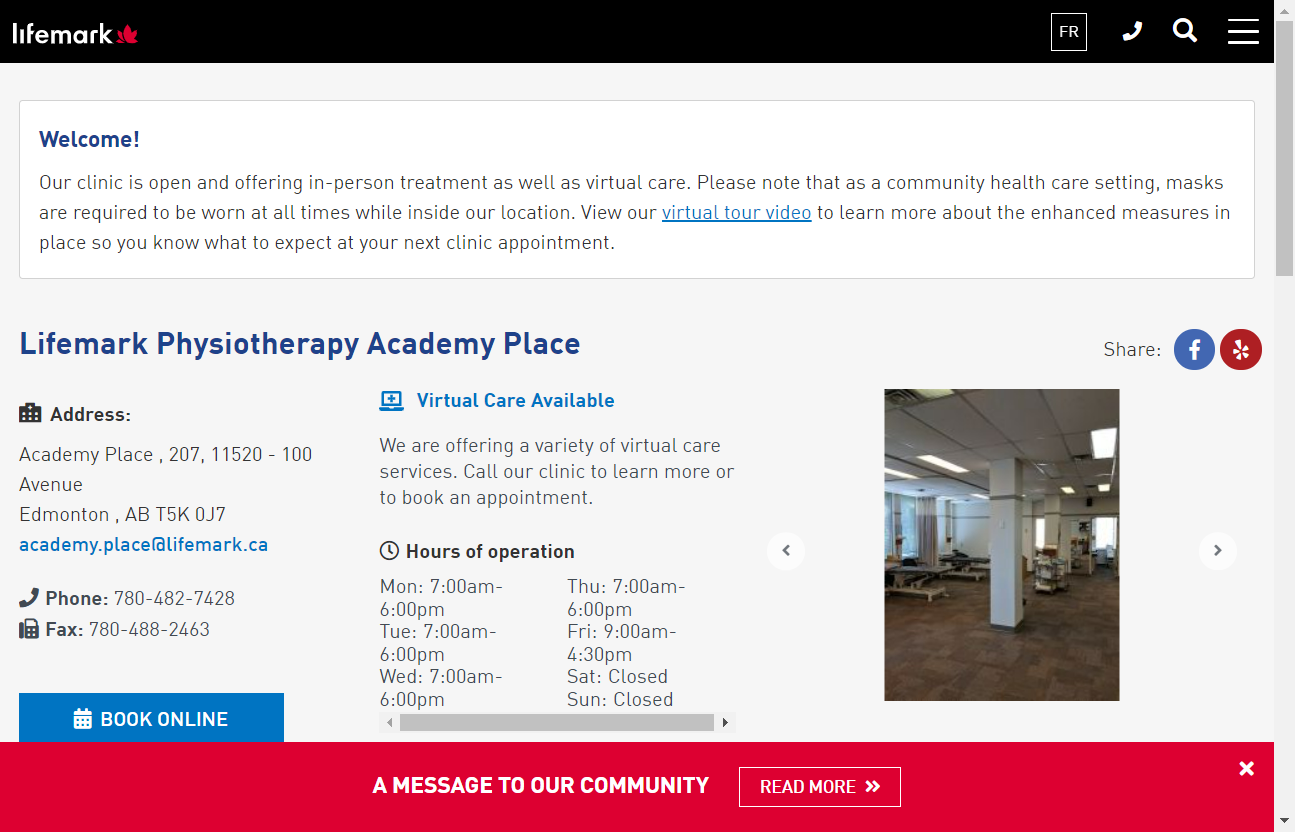 lifemark
FR
Welcome!
Our clinic is open and offering in-person treatment as well as virtual care. Please note that as a community health care setting, masks
are required to be worn at all times while inside our location. View our virtual tour video to learn more about the enhanced measures in
place so you know what to expect at your next clinic appointment.
Lifemark Physiotherapy Academy Place
Share:
Address:
Academy Place , 207, 11520 - 100
Avenue
Edmonton , AB T5K 0J7
academy.place@lifemark.ca
Phone: 780-482-7428
Fax: 780-488-2463
BOOK ONLINE
Virtual Care Available
We are offering a variety of virtual care
services. Call our clinic to learn more or
to book an appointment.
Hours of operation
Mon: 7:00am-
6:00pm
Tue: 7:00am-
6:00pm
Wed: 7:00am-
6:00pm
Thu: 7:00am-
6:00pm
Fri: 9:00am-
4:30pm
Sat: Closed
Sun: Closed
A MESSAGE TO OUR COMMUNITY
READ MORE